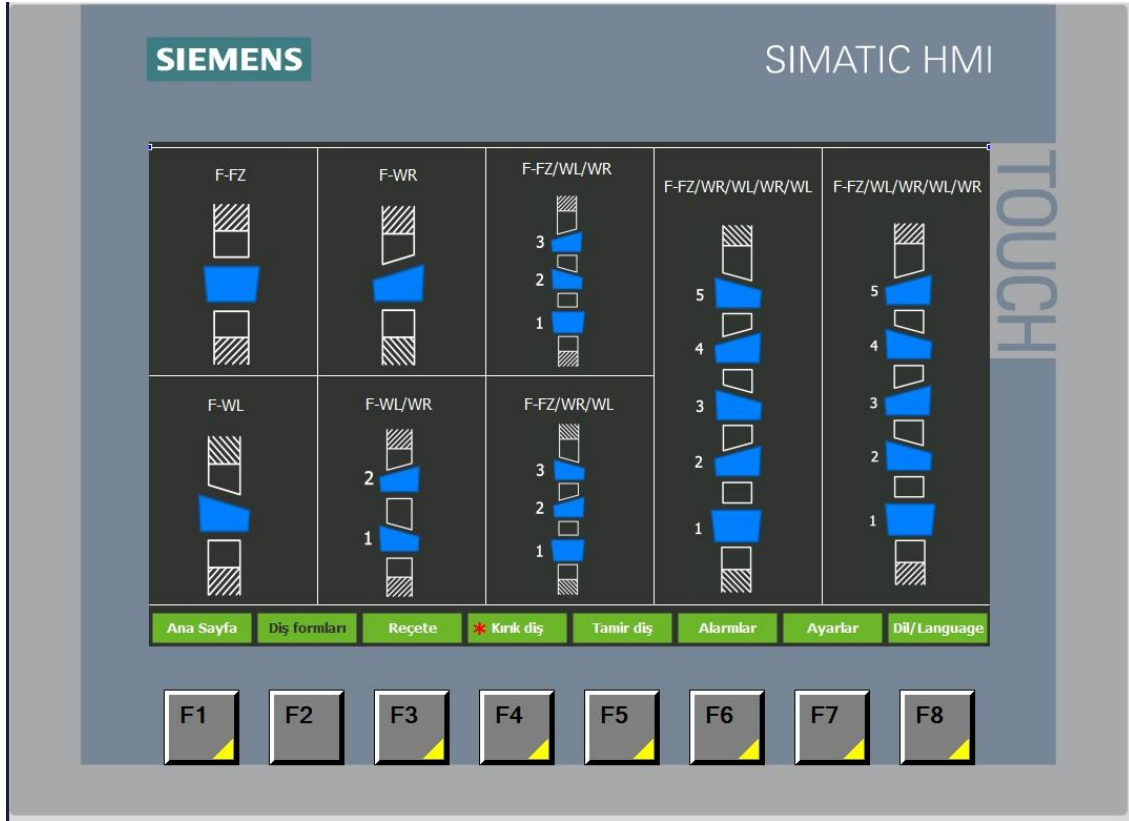 SIEMENS
SIMATIC HMI
TOUCH
F-FZ
F-WR
F-FZ/WL/WR
3
2
1
F-FZ/WR/WL/WR/WL
5
4
3
2
1
F-FZ/WL/WR/WL/WR
5
4
3
2
1
F-WL
F-WL/WR
2
1
F-FZ/WR/WL
3
2
1
Ana Sayfa
Diş formları
Reçete
* Kırık diş
Tamir diş
Alarmlar
Ayarlar
Dil/Language
F1
F2
F3
F4
F5
F6
F7
F8